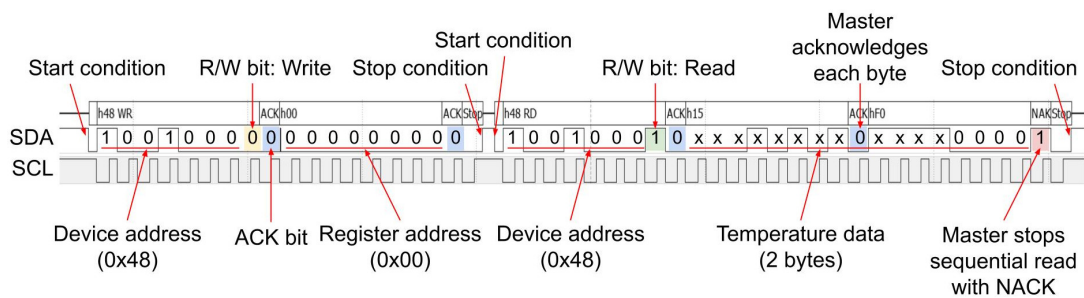 Master
Start condition
acknowledges
Start condition
R/W bit: Write
Stop condition
R/W bit: Read
each byte
Stop condition
h48 WR
ACK
h00
ACK
Stop
h48 RD
ACK
h15
ACK
hF0
NAK
Stop
SDA
1 0 0 1 0 0 0 0 0 0 0 0 0 0 0 0 0 0
1 0 0 1 0 0 0 1 0 x x x x x x x x 0 x x x x 0 0 0 0 1
SCL
Device address
(0x48)
ACK bit
Register address
(0x00)
Device address
(0x48)
Temperature data
(2 bytes)
Master stops
sequential read
with NACK